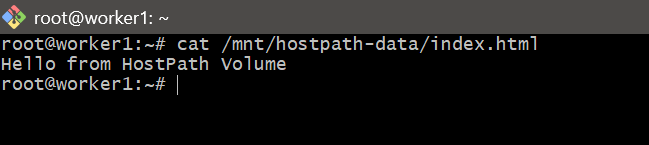 root@worker1: ~
root@worker1:~# cat /mnt/hostpath-data/index.html
Hello from HostPath Volume
root@worker1:~#